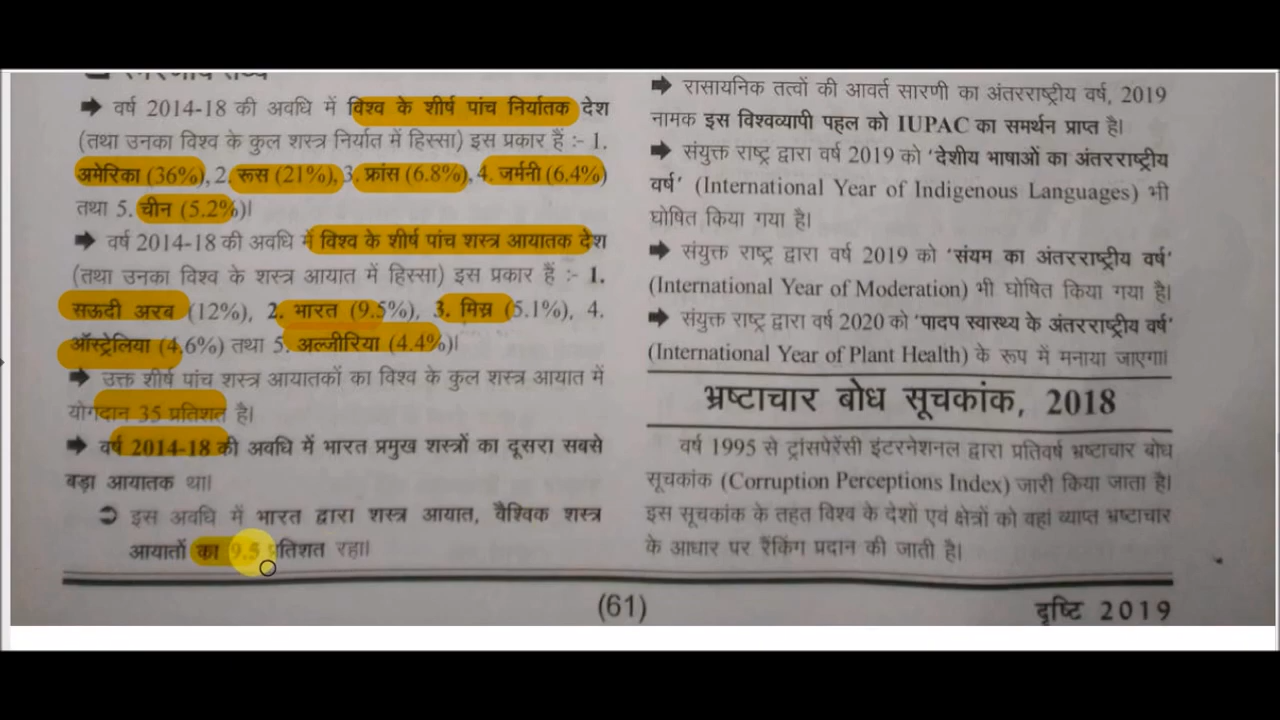 ➡ वर्ष 2014-18 की अवधि में विश्व के शीर्ष पांच निर्यातक देश
(तथा उनका विश्व के कुल शस्त्र निर्यात में हिस्सा) इस प्रकार हैं :- 1.
अमेरिका (36%), 2. रूस (21%), 3. फ्रांस (6.8%), 4. जर्मनी (6.4%)
तथा 5. चीन (5.2%)।
➡ वर्ष 2014-18 की अवधि में विश्व के शीर्ष पांच शस्त्र आयातक देश
(तथा उनका विश्व के शस्त्र आयात में हिस्सा) इस प्रकार हैं :- 1.
सऊदी अरब (12%), 2. भारत (9.5%), 3. मिस्र (5.1%), 4.
ऑस्ट्रेलिया (4.6%) तथा 5. अल्जीरिया (4.4%)।
➡ उक्त शीर्ष पांच शस्त्र आयातकों का विश्व के कुल शस्त्र आयात में
योगदान 35 प्रतिशत है।
➡ वर्ष 2014-18 की अवधि में भारत प्रमुख शस्त्रों का दूसरा सबसे
बड़ा आयातक था।
➲ इस अवधि में भारत द्वारा शस्त्र आयात, वैश्विक शस्त्र
आयातों का 9.5 प्रतिशत रहा।
➡ रासायनिक तत्वों की आवर्त सारणी का अंतरराष्ट्रीय वर्ष, 2019
नामक इस विश्वव्यापी पहल को IUPAC का समर्थन प्राप्त है।
➡ संयुक्त राष्ट्र द्वारा वर्ष 2019 को 'देशीय भाषाओं का अंतरराष्ट्रीय
वर्ष' (International Year of Indigenous Languages) भी
घोषित किया गया है।
➡ संयुक्त राष्ट्र द्वारा वर्ष 2019 को 'संयम का अंतरराष्ट्रीय वर्ष'
(International Year of Moderation) भी घोषित किया गया है।
➡ संयुक्त राष्ट्र द्वारा वर्ष 2020 को 'पादप स्वास्थ्य के अंतरराष्ट्रीय वर्ष'
(International Year of Plant Health) के रूप में मनाया जाएगा।
भ्रष्टाचार बोध सूचकांक, 2018
वर्ष 1995 से ट्रांसपेरेंसी इंटरनेशनल द्वारा प्रतिवर्ष भ्रष्टाचार बोध
सूचकांक (Corruption Perceptions Index) जारी किया जाता है।
इस सूचकांक के तहत विश्व के देशों एवं क्षेत्रों को वहां व्याप्त भ्रष्टाचार
के आधार पर रैंकिंग प्रदान की जाती है।
(61)
दृष्टि 2019